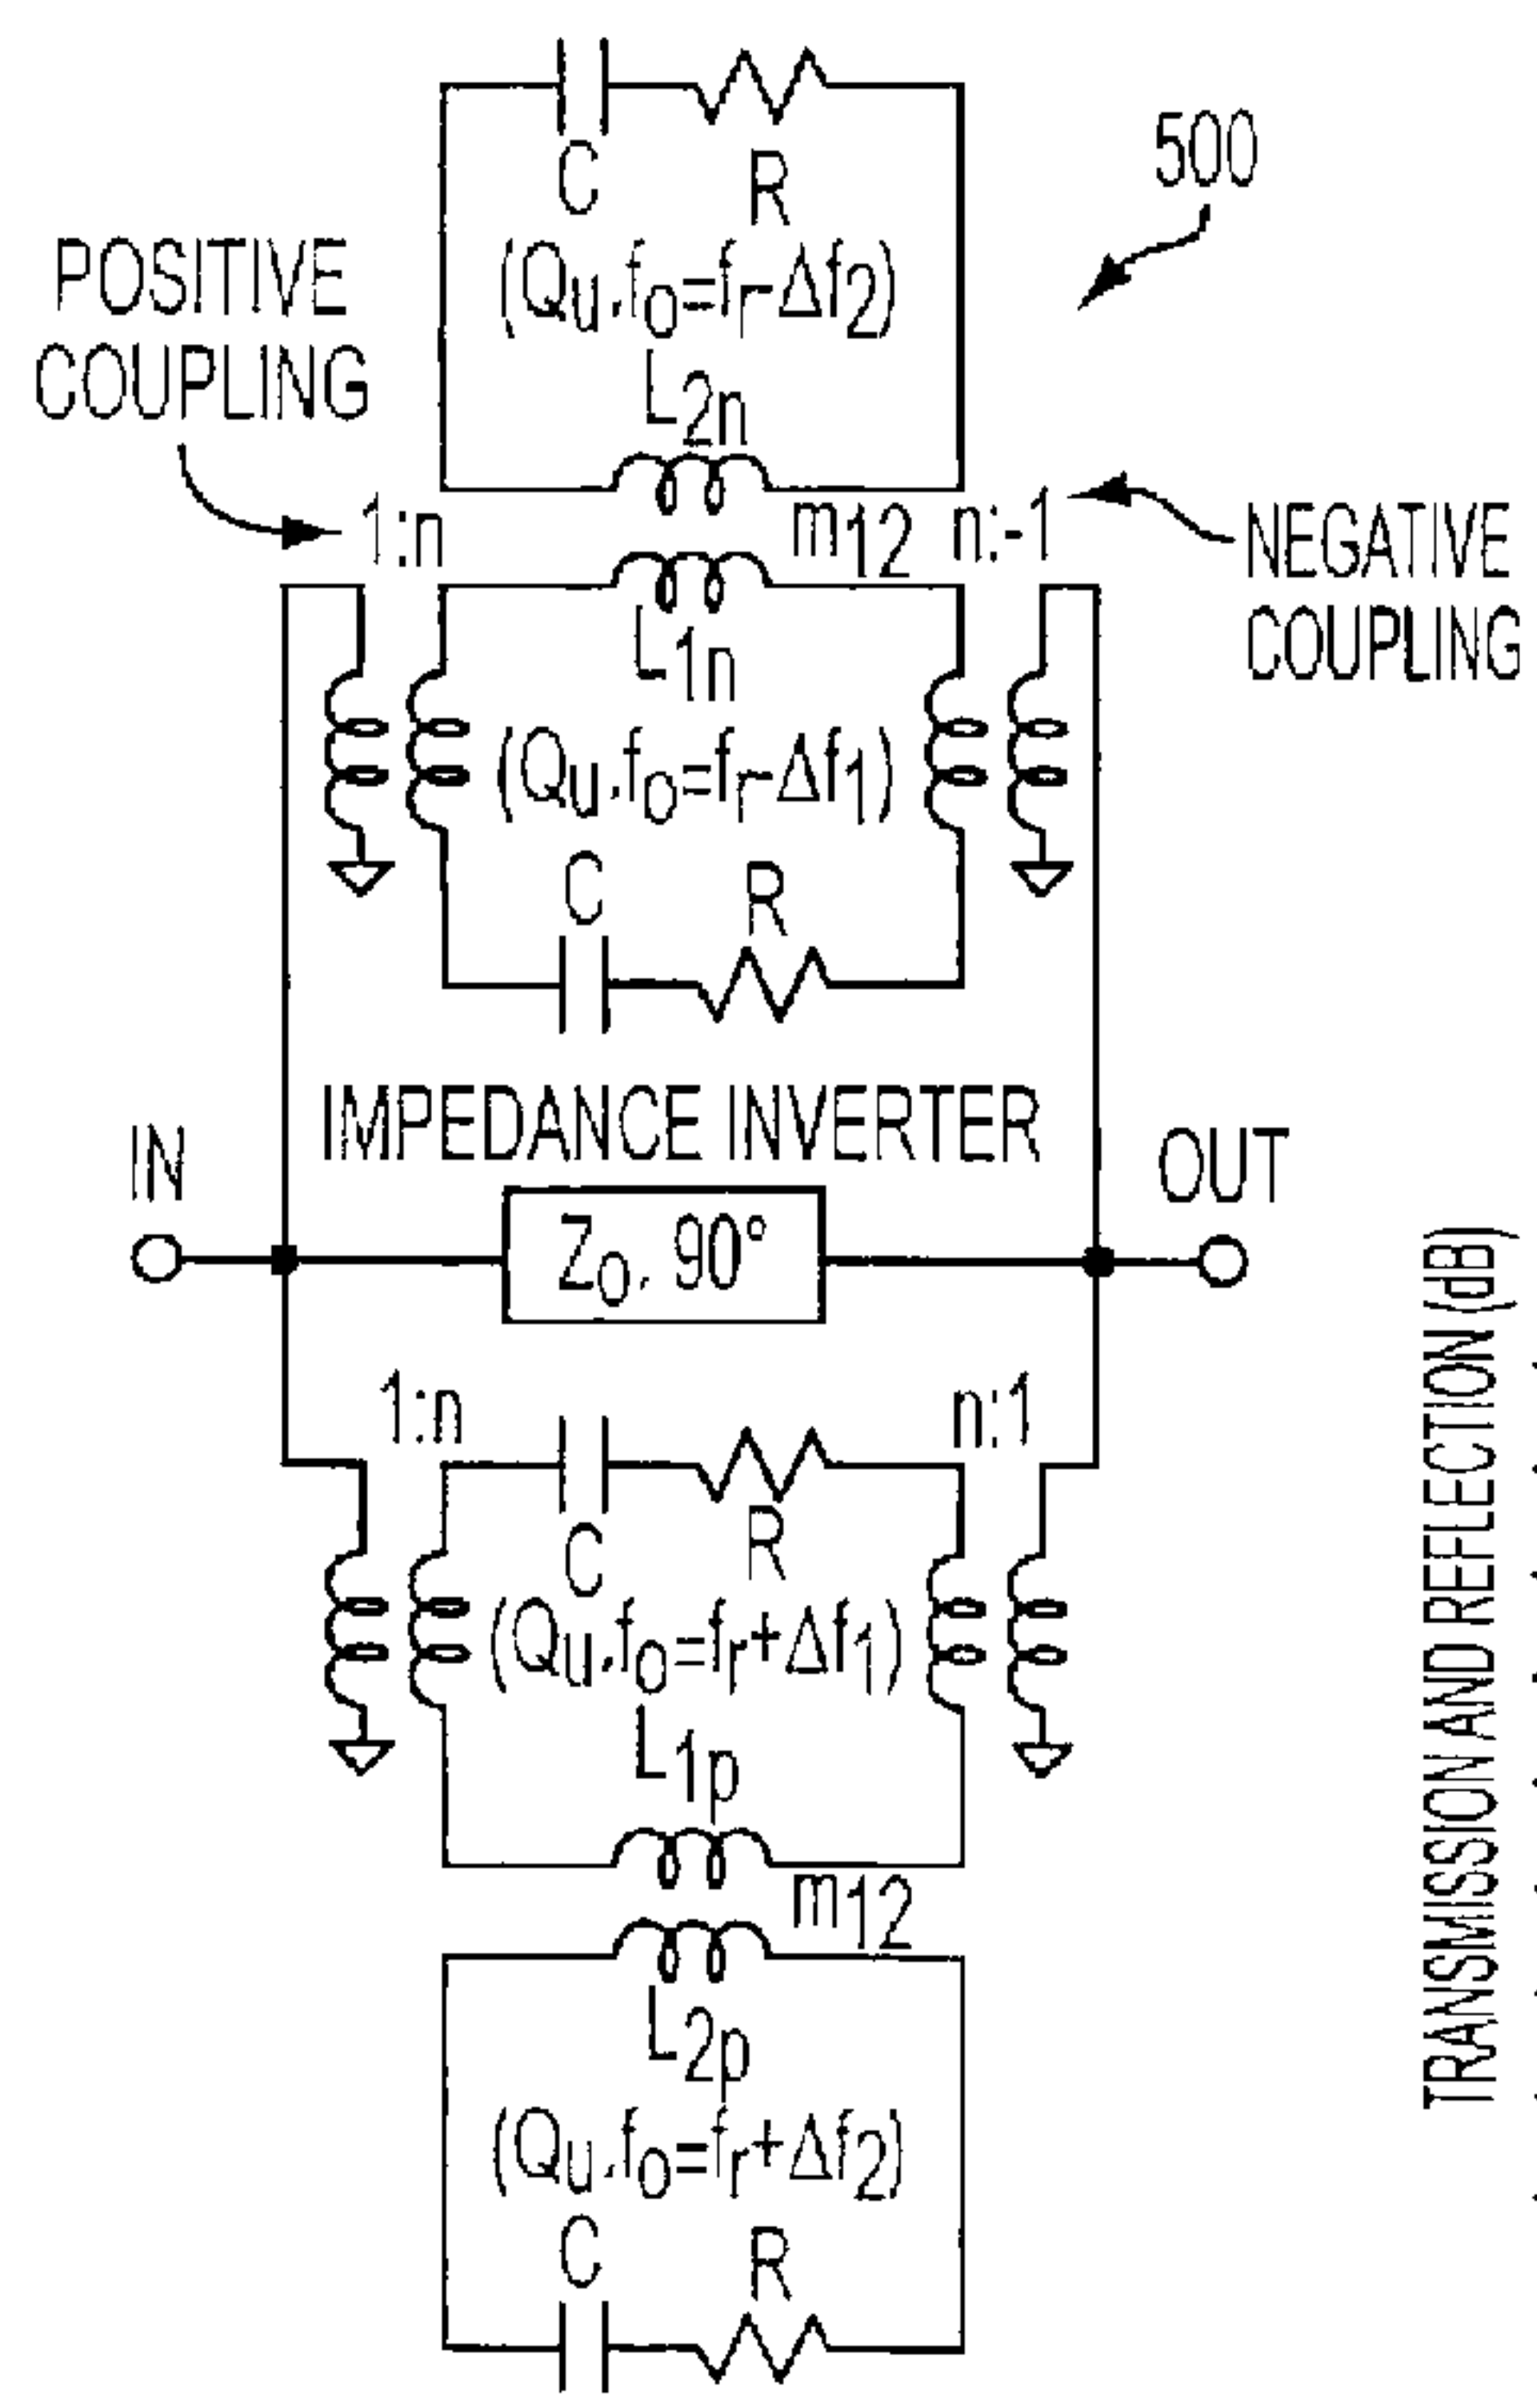 C
R
500
POSITIVE
COUPLING
(Qu,fo=fr-Δf2)
L2n
1:n
m12
n:-1
NEGATIVE
COUPLING
L1n
(Qu,fo=fr-Δf1)
C
R
IMPEDANCE INVERTER
IN
OUT
Zo, 90°
1:n
n:1
C
R
(Qu,fo=fr+Δf1)
L1p
m12
L2p
(Qu,fo=fr+Δf2)
C
R
TRANSMISSION AND REFLECTION (dB)